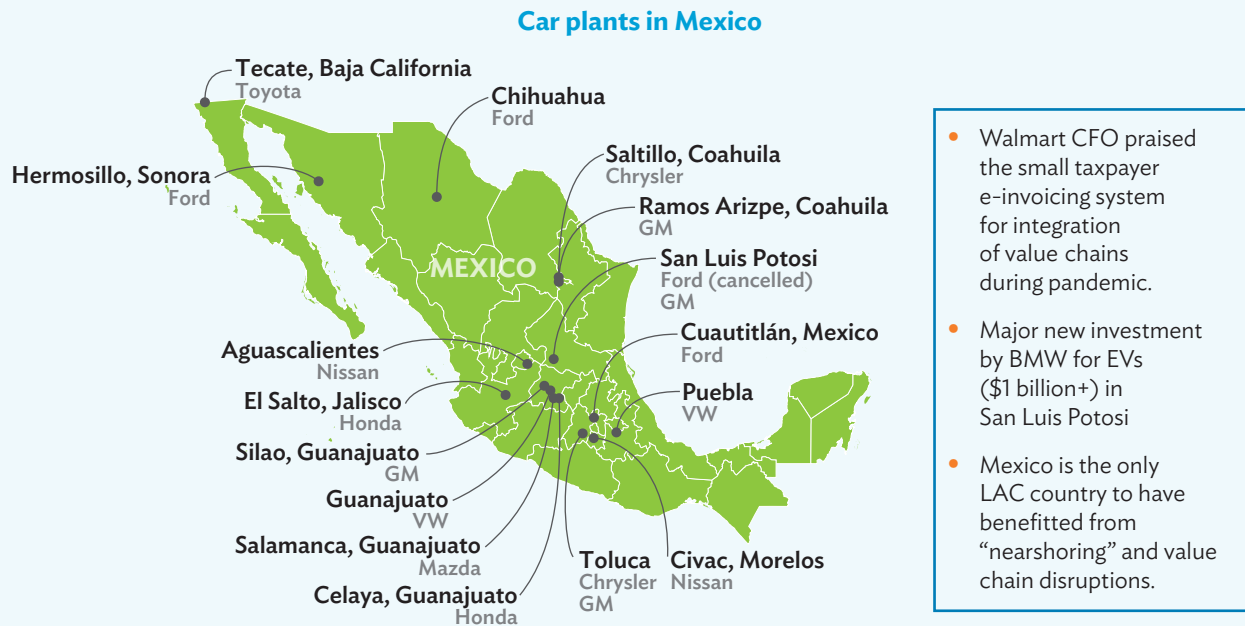 Car plants in Mexico
Tecate, Baja California
Toyota
Chihuahua
Ford
Hermosillo, Sonora
Ford
Saltillo, Coahuila
Chrysler
Ramos Arizpe, Coahuila
GM
MEXICO
San Luis Potosi
Ford (cancelled)
GM
Cuautitlán, Mexico
Ford
Aguascalientes
Nissan
Puebla
VW
El Salto, Jalisco
Honda
Silao, Guanajuato
GM
Guanajuato
VW
Salamanca, Guanajuato
Mazda
Celaya, Guanajuato
Honda
Toluca
Chrysler
GM
Civac, Morelos
Nissan
• Walmart CFO praised
the small taxpayer
e-invoicing system
for integration
of value chains
during pandemic.
• Major new investment
by BMW for EVs
($1 billion+) in
San Luis Potosi
• Mexico is the only
LAC country to have
benefitted from
“nearshoring” and value
chain disruptions.